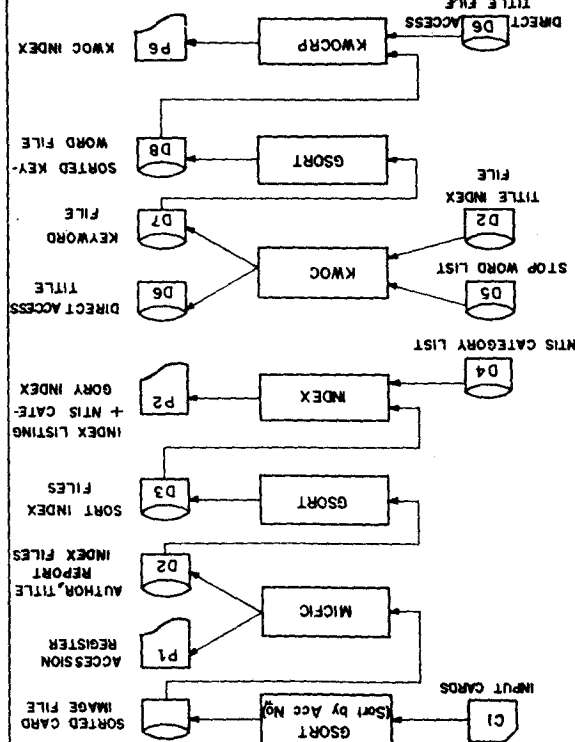 C1
INPUT CARDS
GSORT
(Sort by Acc No)
SORTED CARD
IMAGE FILE
MICFIC
P1
ACCESSION
REGISTER
D2
AUTHOR,TITLE
REPORT
INDEX FILES
GSORT
D3
SORT INDEX
FILES
D4
NTIS CATEGORY LIST
INDEX
P2
INDEX LISTING
+ NTIS CATE-
GORY INDEX
D5
STOP WORD LIST
D2
TITLE INDEX
FILE
KWOC
D6
DIRECT ACCESS
TITLE
D7
KEYWORD
FILE
GSORT
D8
SORTED KEY-
WORD FILE
D6
DIRECT ACCESS
TITLE FILE
KWOCRP
P6
KWOC INDEX